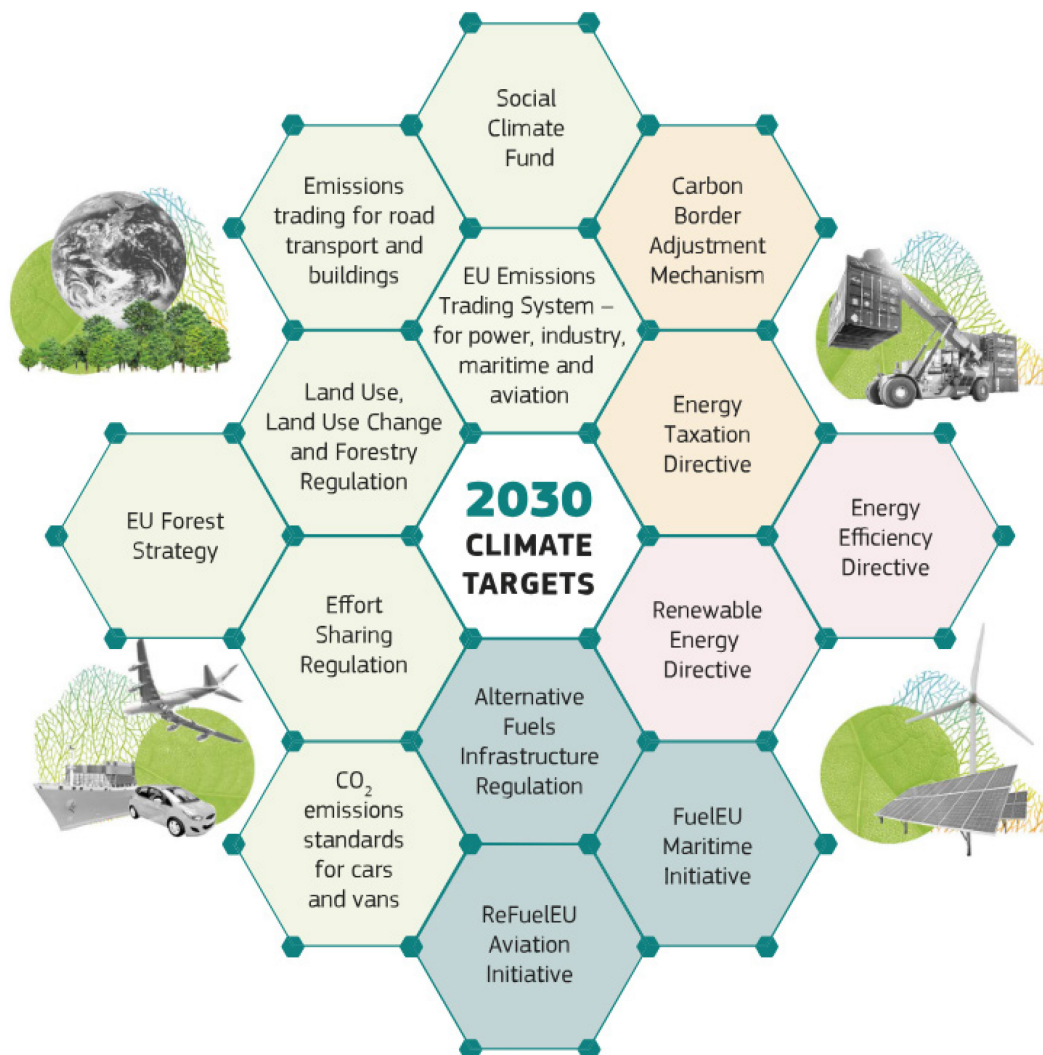 Social
Climate
Fund
Emissions
trading for road
transport and
buildings
Carbon
Border
Adjustment
Mechanism
EU Emissions
Trading System –
for power, industry,
maritime and
aviation
Land Use,
Land Use Change
and Forestry
Regulation
Energy
Taxation
Directive
EU Forest
Strategy
2030
CLIMATE
TARGETS
Energy
Efficiency
Directive
Effort
Sharing
Regulation
Renewable
Energy
Directive
Alternative
Fuels
Infrastructure
Regulation
CO₂
emissions
standards
for cars
and vans
FuelEU
Maritime
Initiative
ReFuelEU
Aviation
Initiative